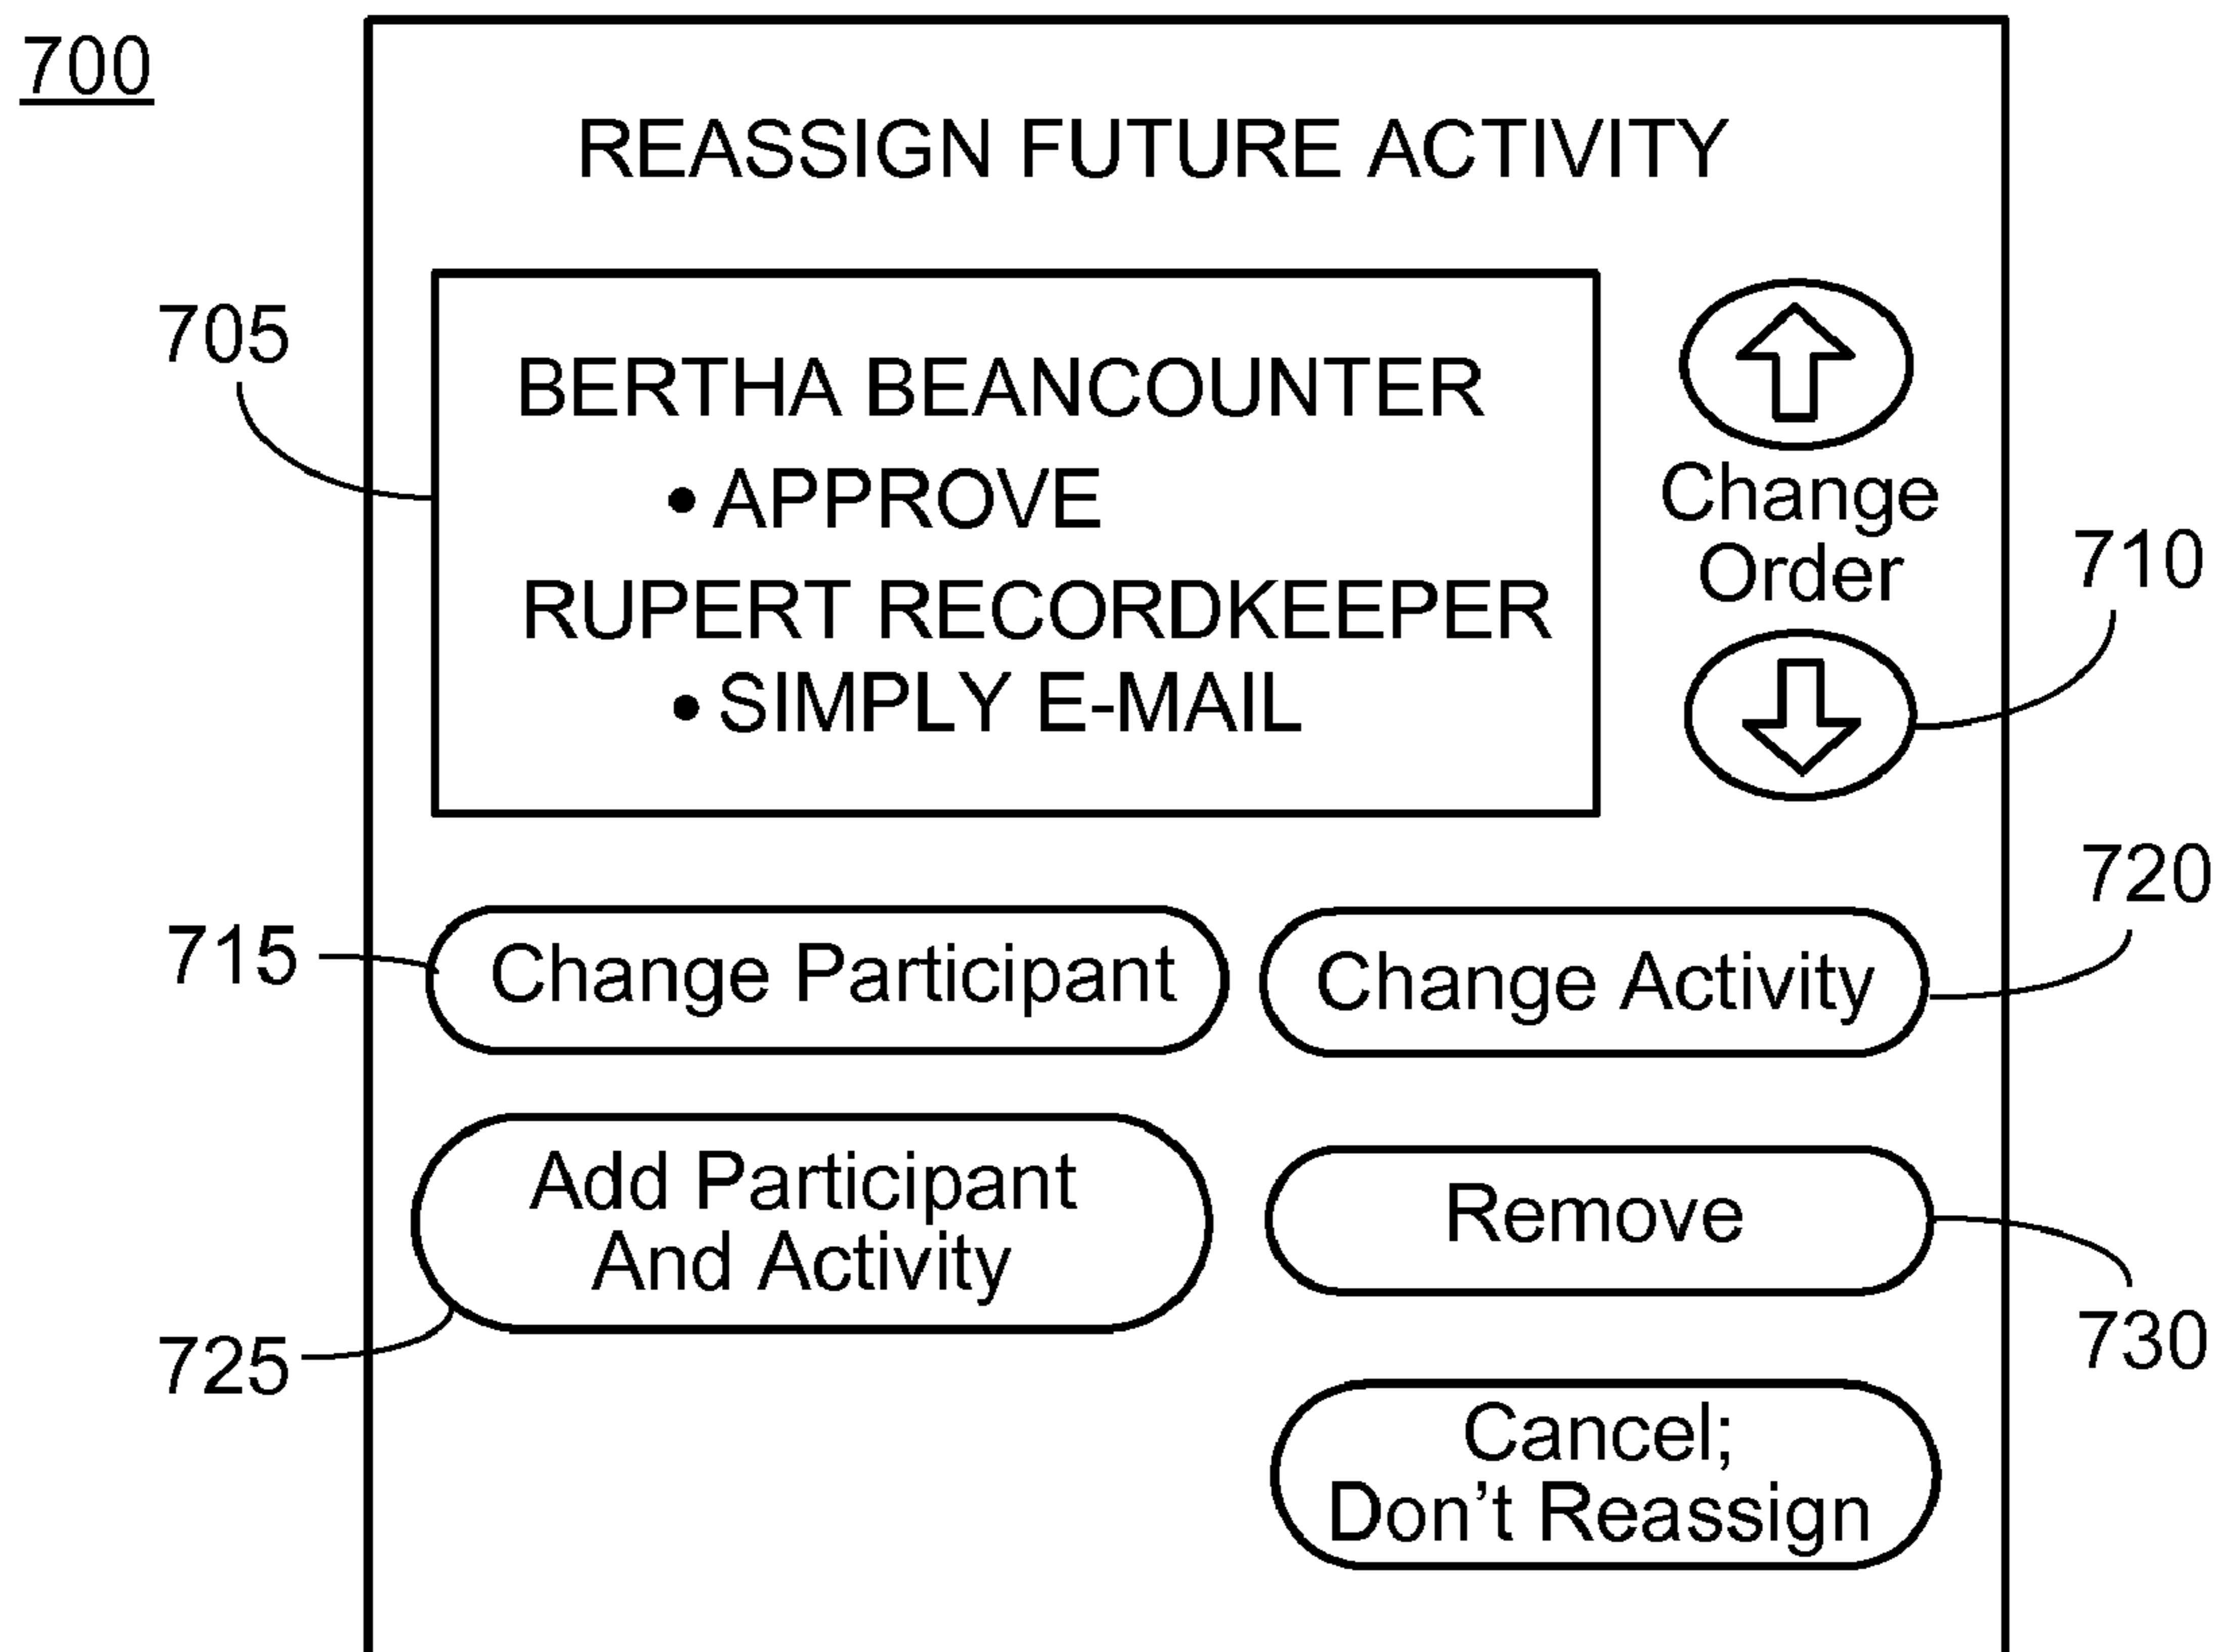 700
REASSIGN FUTURE ACTIVITY
705
BERTHA BEANCOUNTER
• APPROVE
RUPERT RECORDKEEPER
• SIMPLY E-MAIL
Change
Order
710
720
715
Change Participant
Change Activity
Add Participant
And Activity
Remove
725
730
Cancel;
Don't Reassign